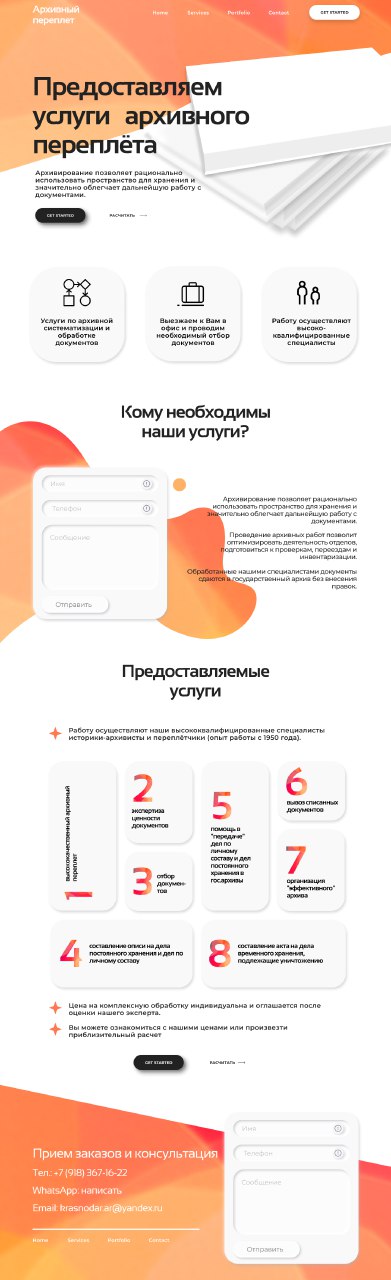 Архивный
переплет
Home Services Portfolio Contact GET STARTED
Предоставляем
услуги архивного
переплёта
Архивирование позволяет рационально
использовать пространство для хранения и
значительно облегчает дальнейшую работу с
документами.
GET STARTED РАСЧИТАТЬ
Услуги по архивной
систематизации и
обработке
документов
Выезжаем к Вам в
офис и проводим
необходимый отбор
документов
Работу осуществляют
высоко-
квалифицированные
специалисты
Кому необходимы
наши услуги?
Имя
Телефон
Сообщение
Отправить
Архивирование позволяет рационально
использовать пространство для хранения и
значительно облегчает дальнейшую работу с
документами.
Проведение архивных работ позволит
оптимизировать деятельность отделов,
подготовиться к проверкам, переездам и
инвентаризации.
Обработанные нашими специалистами документы
сдаются в государственный архив без внесения
правок.
Предоставляемые
услуги
Работу осуществляют наши высококвалифицированные специалисты
историки-архивисты и переплётчики (опыт работы с 1950 года).
1
высококачественный архивный
переплет
2
экспертиза
ценности
документов
3
отбор
докумен-
тов
5
помощь в
"передаче"
дел по
личному
составу и дел
постоянного
хранения в
гос.архивы
6
вызов списанных
документов
7
организация
"эффективного"
архива
4
составление описи на дела
постоянного хранения и дел по
личному составу
8
составление акта на дела
временного хранения,
подлежащие уничтожению
Цена на комплексную обработку индивидуальна и оглашается после
оценки нашего эксперта.
Вы можете ознакомиться с нашими ценами или произвести
приблизительный расчет
GET STARTED РАСЧИТАТЬ
Прием заказов и консультация
Тел.: +7 (918) 367-16-22
WhatsApp: написать
Email: krasnodar.ar@yandex.ru
Home Services Portfolio Contact
Имя
Телефон
Сообщение
Отправить